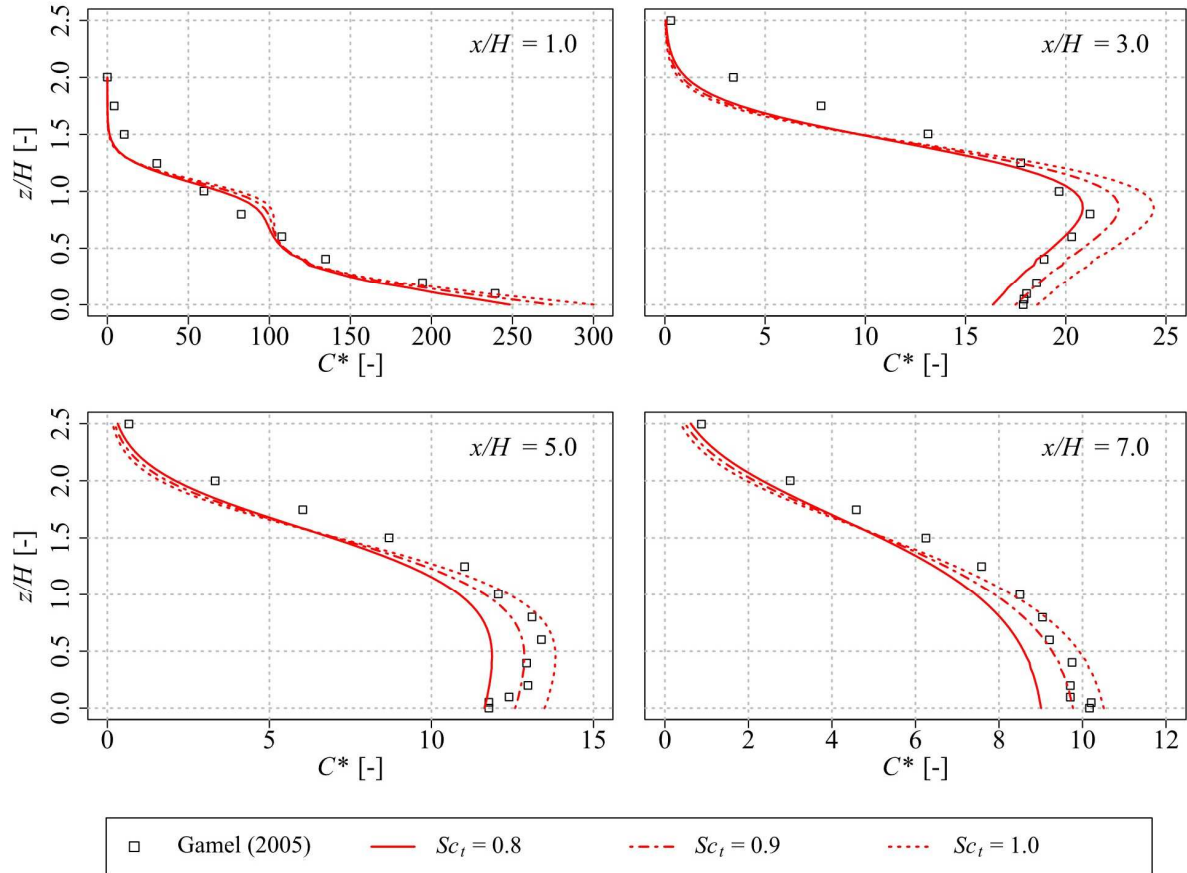 x/H = 1.0
z/H [-]
2.5
2.0
1.5
1.0
0.5
0.0
0 50 100 150 200 250 300
C* [-]
x/H = 3.0
0 5 10 15 20 25
C* [-]
x/H = 5.0
z/H [-]
2.5
2.0
1.5
1.0
0.5
0.0
0 5 10 15
C* [-]
x/H = 7.0
0 2 4 6 8 10 12
C* [-]
Gamel (2005) Sct = 0.8 Sct = 0.9 Sct = 1.0